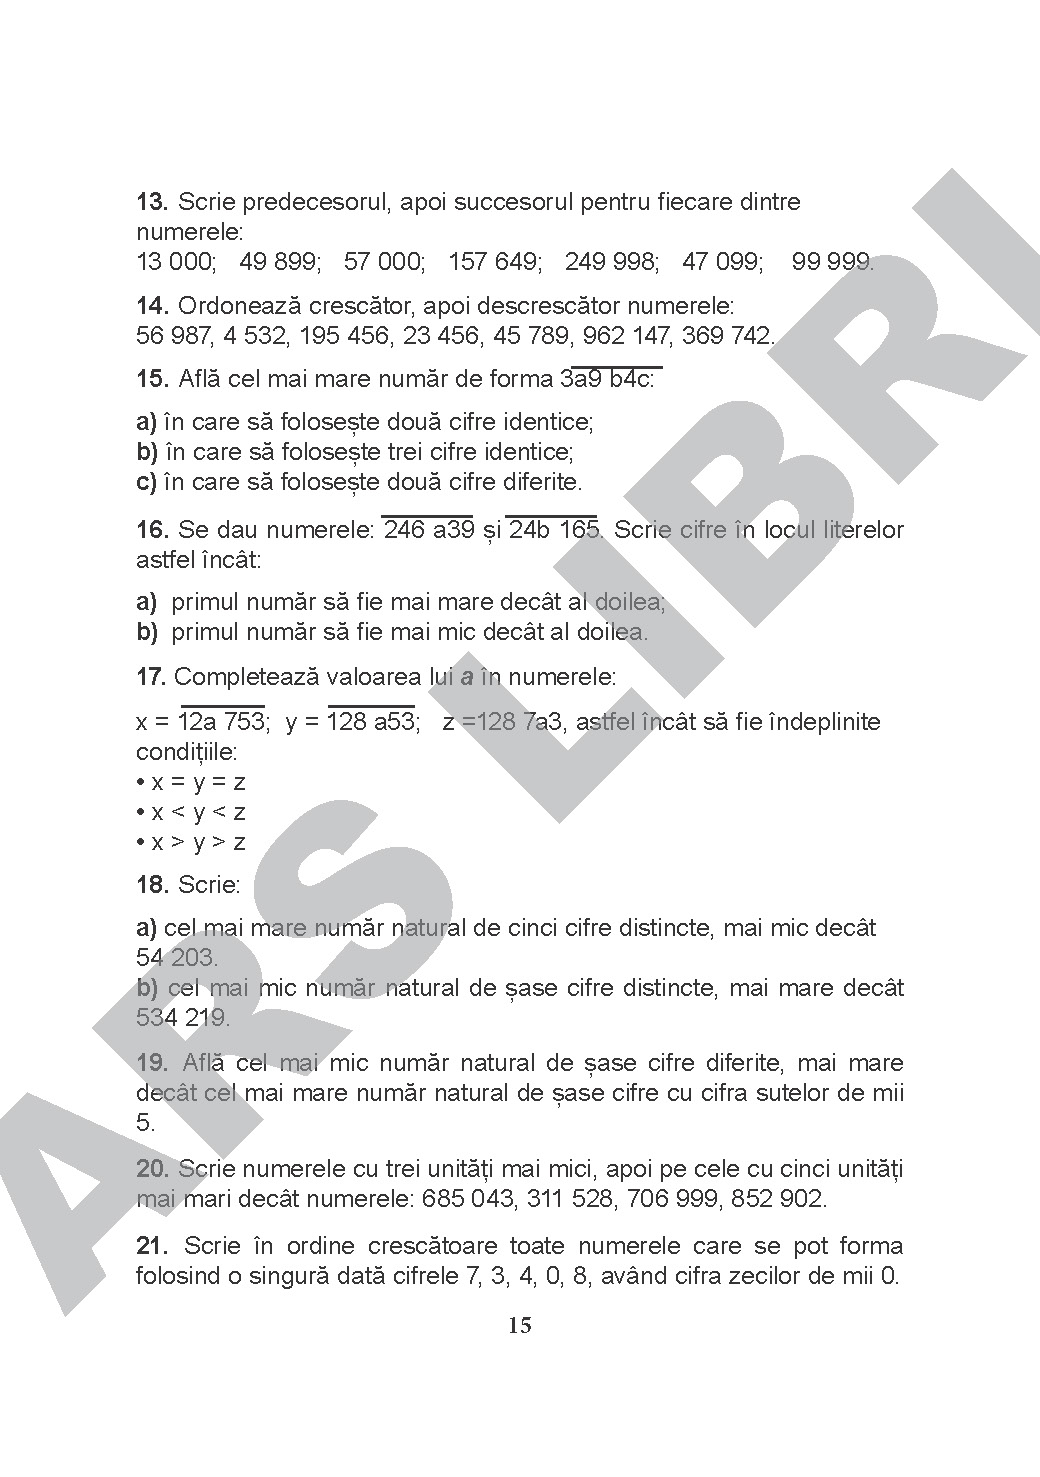 13. Scrie predecesorul, apoi succesorul pentru fiecare dintre
numerele:
13 000; 49 899; 57 000; 157 649; 249 998; 47 099; 99 999.
14. Ordonează crescător, apoi descrescător numerele:
56 987, 4 532, 195 456, 23 456, 45 789, 962 147, 369 742.
15. Află cel mai mare număr de forma 3a9 b4c:
a) în care să folosește două cifre identice;
b) în care să folosește trei cifre identice;
c) în care să folosește două cifre diferite.
16. Se dau numerele: 246 a39 și 24b 165. Scrie cifre în locul literelor
astfel încât:
a) primul număr să fie mai mare decât al doilea;
b) primul număr să fie mai mic decât al doilea.
17. Completează valoarea lui a în numerele:
x = 12a 753; y = 128 a53; z =128 7a3, astfel încât să fie îndeplinite
condițiile:
• x = y = z
• x < y < z
• x > y > z
18. Scrie:
a) cel mai mare număr natural de cinci cifre distincte, mai mic decât
54 203.
b) cel mai mic număr natural de șase cifre distincte, mai mare decât
534 219.
19. Află cel mai mic număr natural de șase cifre diferite, mai mare
decât cel mai mare număr natural de șase cifre cu cifra sutelor de mii
5.
20. Scrie numerele cu trei unități mai mici, apoi pe cele cu cinci unități
mai mari decât numerele: 685 043, 311 528, 706 999, 852 902.
21. Scrie în ordine crescătoare toate numerele care se pot forma
folosind o singură dată cifrele 7, 3, 4, 0, 8, având cifra zecilor de mii 0.
15
ARS LIBRI